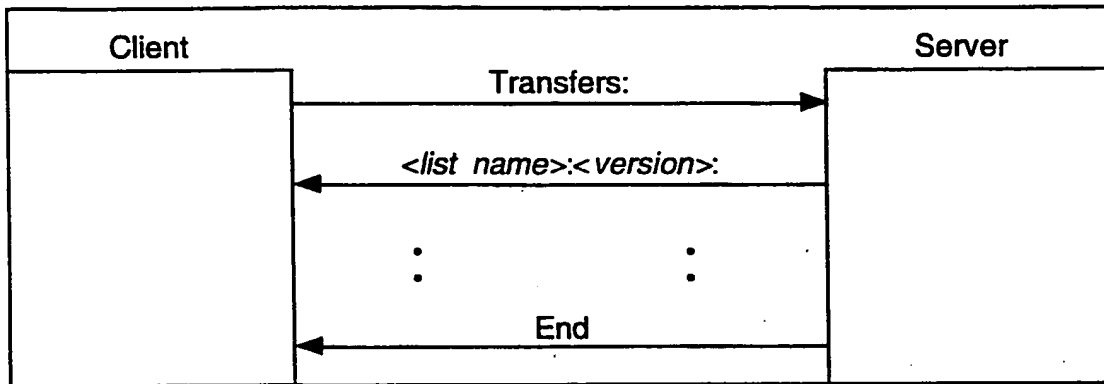 Client
Server
Transfers:
<list name>:<version>:
:
:
End